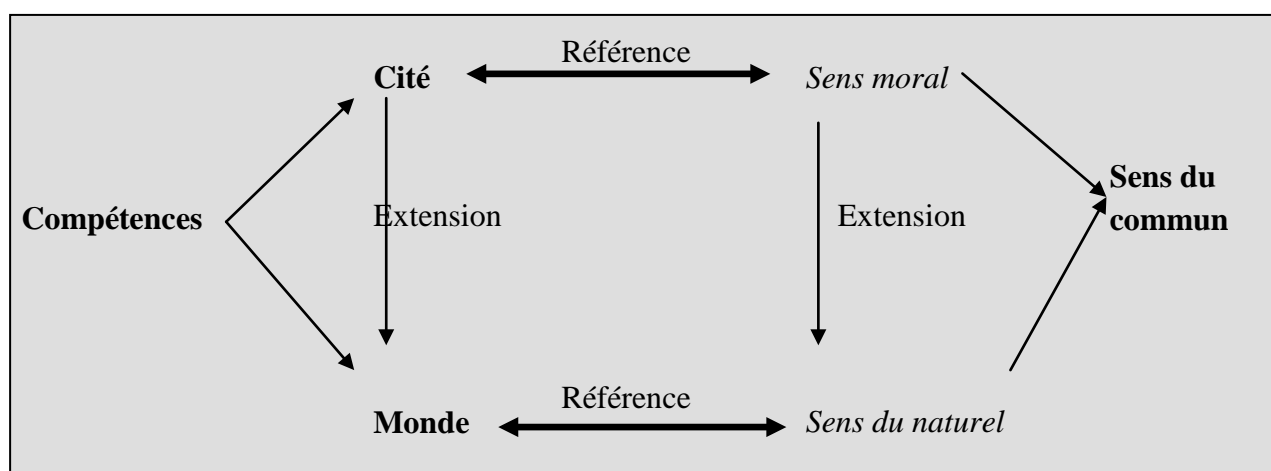 Référence
Cité
Sens moral
Sens du
commun
Compétences
Extension
Extension
Référence
Monde
Sens du naturel